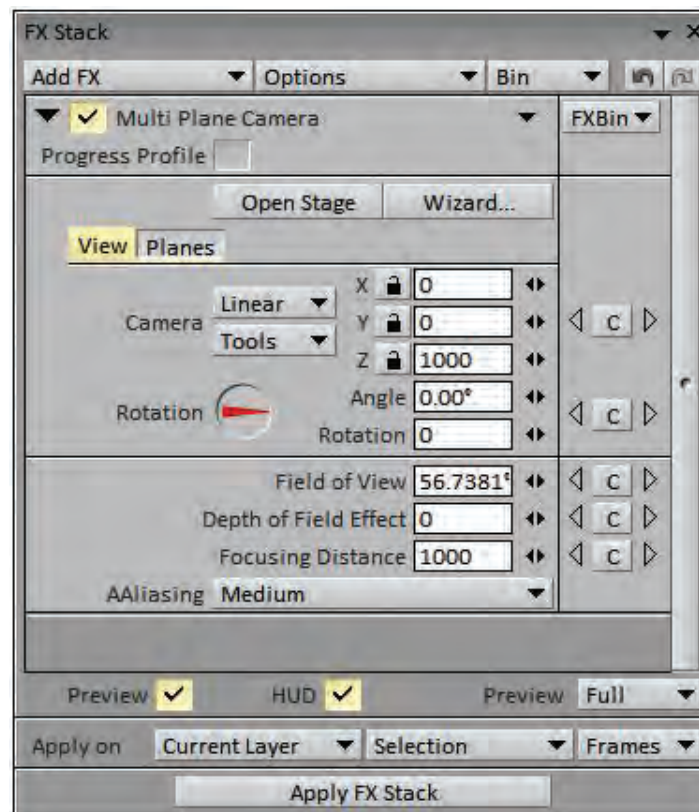 FX Stack
Add FX Options Bin
Multi Plane Camera FXBin
Progress Profile
Open Stage Wizard...
View Planes
X 0
Camera Linear Y 0 C
Tools Z 1000
Angle 0.00°
Rotation Rotation 0 C
Field of View 56.7381° C
Depth of Field Effect 0 C
Focusing Distance 1000 C
AAliasing Medium
Preview HUD Preview Full
Apply on Current Layer Selection Frames
Apply FX Stack